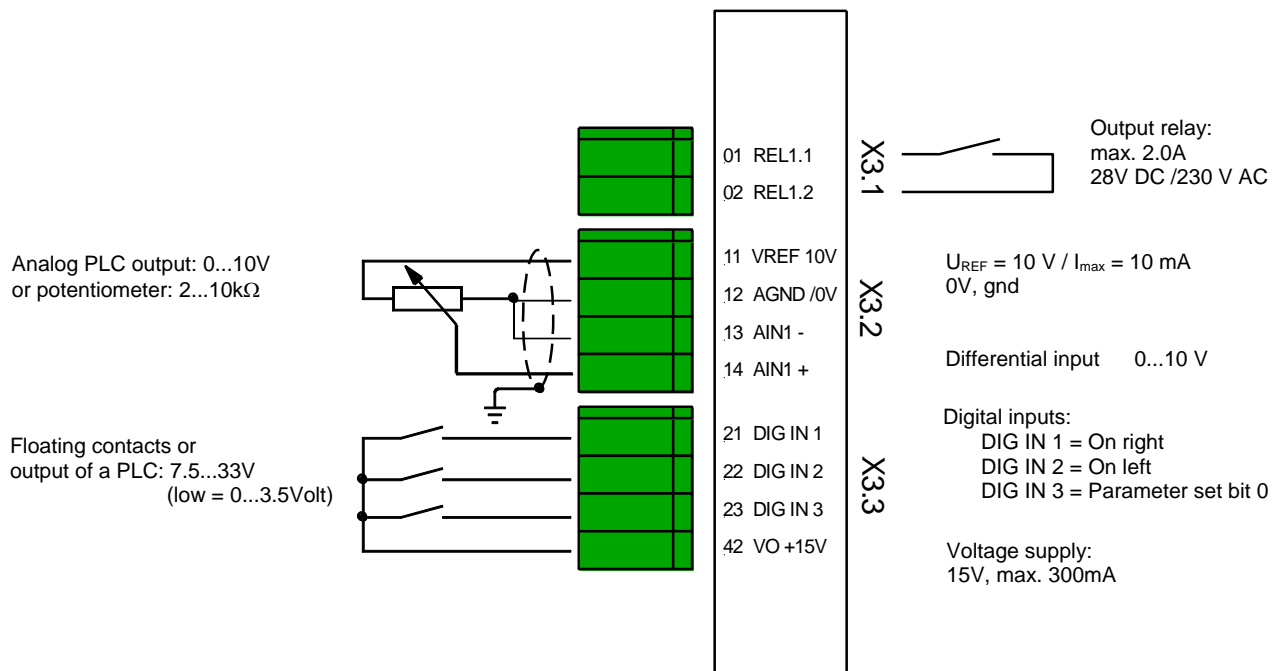 Output relay:
max. 2.0A
28V DC /230 V AC
01 REL1.1
02 REL1.2
X3.1
Analog PLC output: 0...10V
or potentiometer: 2...10kΩ
11 VREF 10V
12 AGND /0V
13 AIN1 -
14 AIN1 +
X3.2
U_REF = 10 V / I_max = 10 mA
0V, gnd
Differential input 0...10 V
Floating contacts or
output of a PLC: 7.5...33V
(low = 0...3.5Volt)
21 DIG IN 1
22 DIG IN 2
23 DIG IN 3
42 VO +15V
X3.3
Digital inputs:
DIG IN 1 = On right
DIG IN 2 = On left
DIG IN 3 = Parameter set bit 0
Voltage supply:
15V, max. 300mA